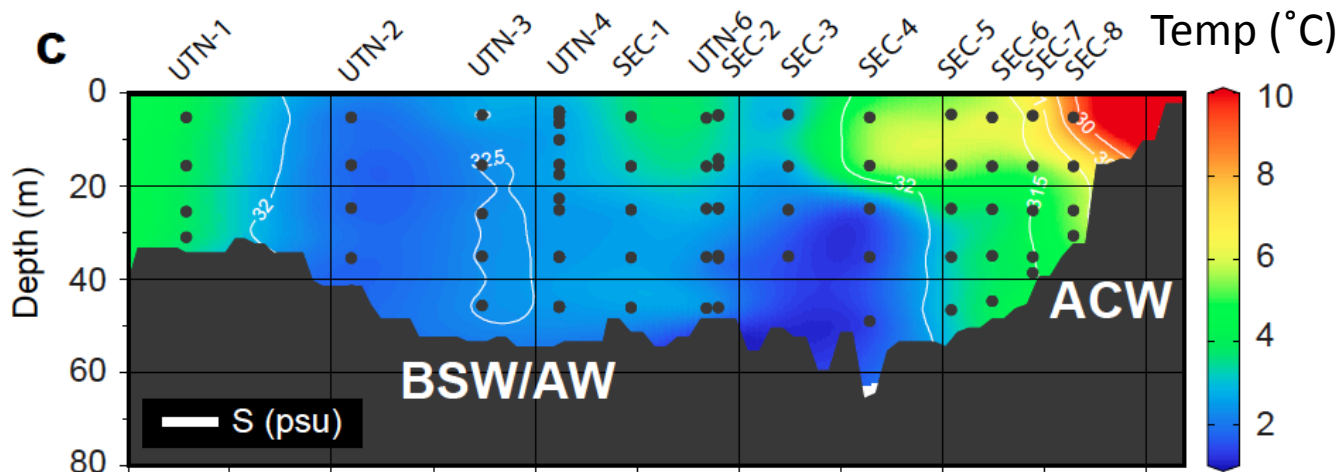 C
UTN-1 UTN-2 UTN-3 UTN-4 SEC-1 UTN-6 SEC-2 SEC-3 SEC-4 SEC-5 SEC-6 SEC-7 SEC-8
Temp (˚C)
0
20
40
60
80
Depth (m)
32
32.5
32
31.5
30
BSW/AW
ACW
S (psu)
10
8
6
4
2